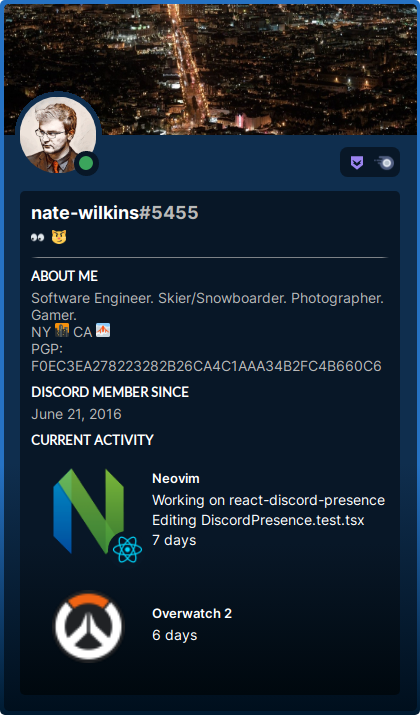 nate-wilkins#5455
ABOUT ME
Software Engineer. Skier/Snowboarder. Photographer.
Gamer.
NY 🌆 CA 🌁
PGP:
F0EC3EA278223282B26CA4C1AAA34B2FC4B660C6
DISCORD MEMBER SINCE
June 21, 2016
CURRENT ACTIVITY
Neovim
Working on react-discord-presence
Editing DiscordPresence.test.tsx
7 days
Overwatch 2
6 days